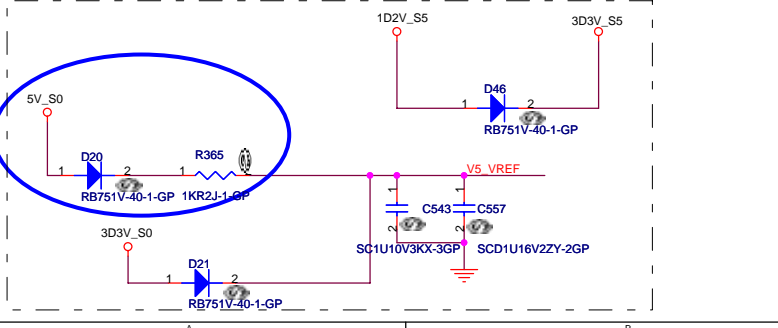 1D2V_S5
3D3V_S5
D46
1
2
RB751V-40-1-GP
5V_S0
D20
1
2
RB751V-40-1-GP
R365
1
1KR2J-1-GP
V5_VREF
1
C543
2
SC1U10V3KX-3GP
1
C557
2
SCD1U16V2ZY-2GP
3D3V_S0
D21
1
2
RB751V-40-1-GP